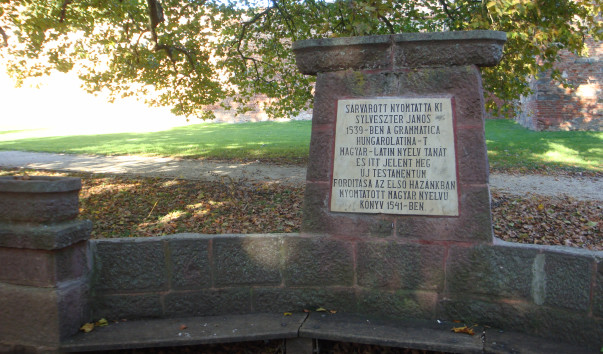 SÁRVÁROTT NYOMTATTA KI
SYLVESZTER JÁNOS
1539-BEN A GRAMMATICA
HUNGAROLATINA-T
MAGYAR-LATIN NYELV TANÁT
ÉS ITT JELENT MEG
ÚJ TESTAMENTUM
FORDÍTÁSA AZ ELSŐ HAZÁNKBAN
NYOMTATOTT MAGYAR NYELVŰ
KÖNYV 1541-BEN